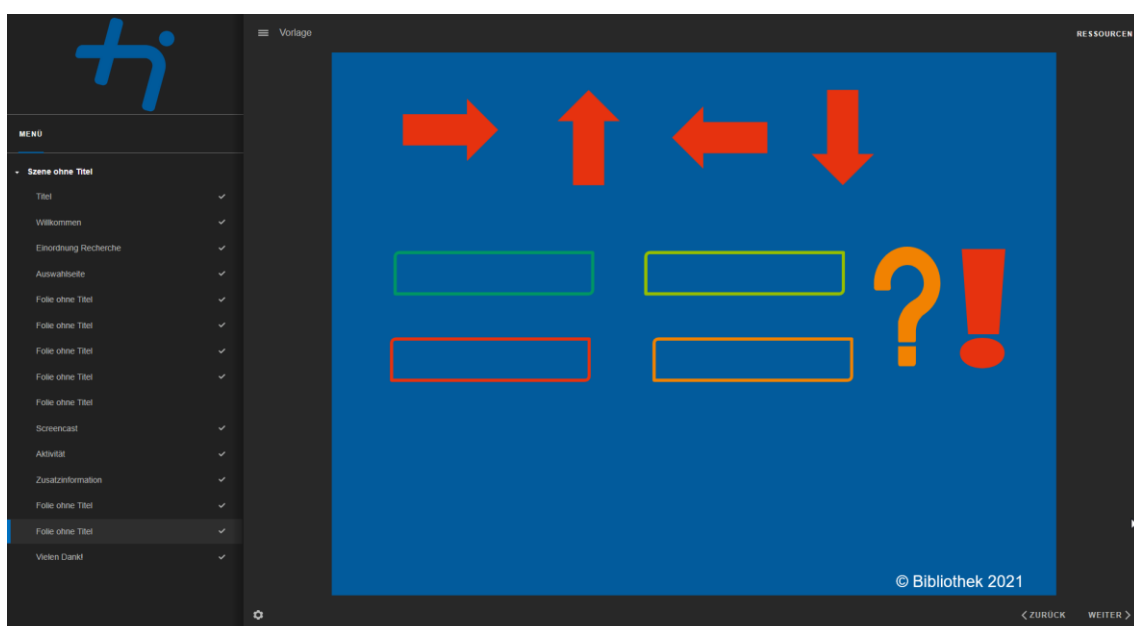 Vorlage
RESSOURCEN
MENÜ
Szene ohne Titel
Titel
Willkommen
Einordnung Recherche
Auswahlseite
Folie ohne Titel
Folie ohne Titel
Folie ohne Titel
Folie ohne Titel
Folie ohne Titel
Screencast
Aktivität
Zusatzinformation
Folie ohne Titel
Folie ohne Titel
Vielen Dank!
? !
© Bibliothek 2021
ZURÜCK WEITER